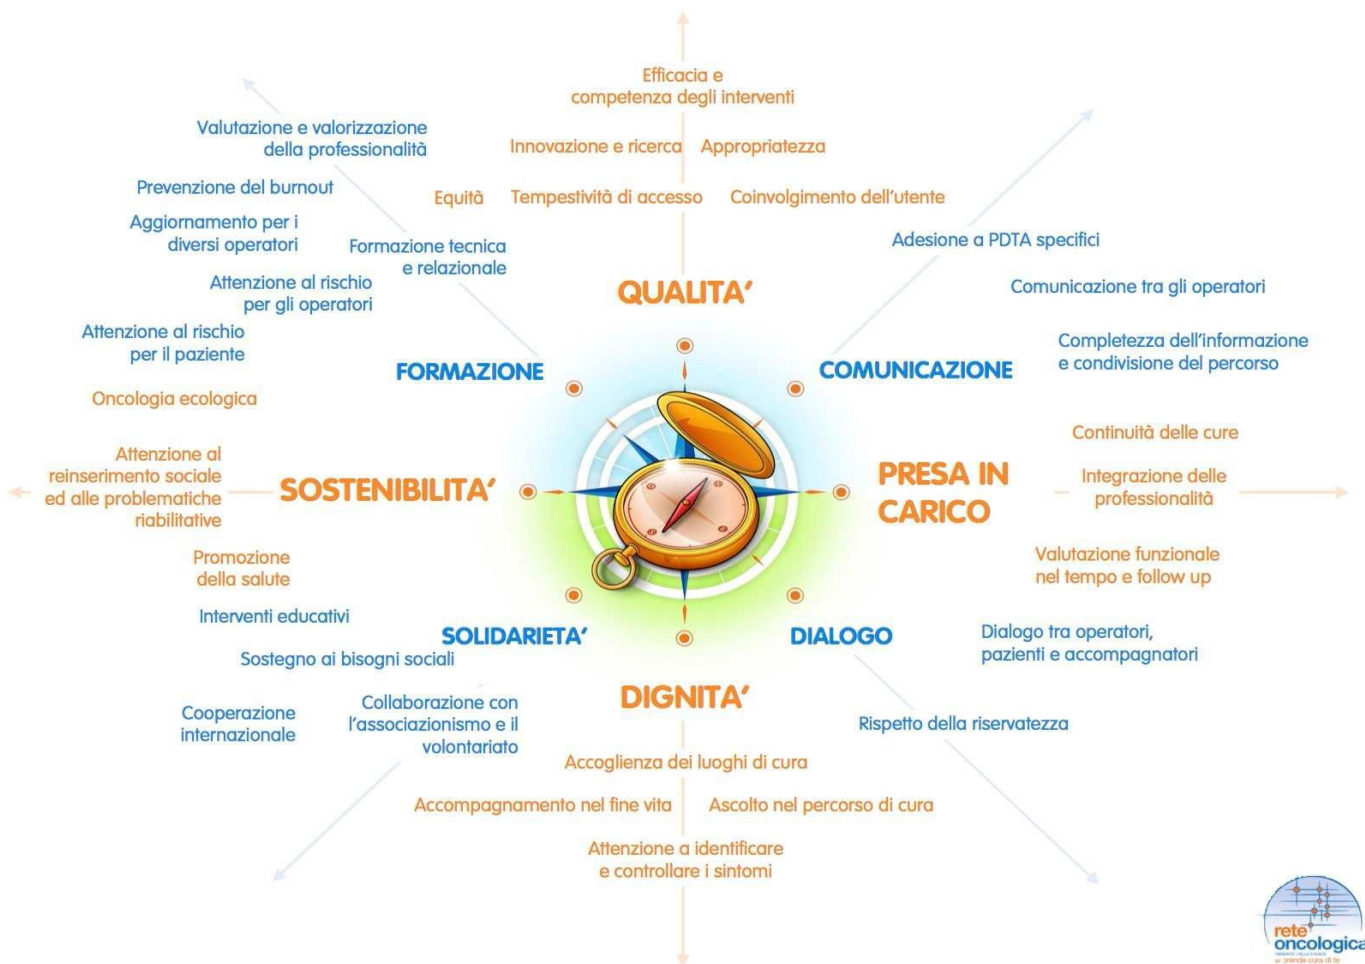 Efficacia e
competenza degli interventi
Innovazione e ricerca
Appropriatezza
Equità
Tempestività di accesso
Coinvolgimento dell'utente
QUALITA'
Valutazione e valorizzazione
della professionalità
Prevenzione del burnout
Aggiornamento per i
diversi operatori
Formazione tecnica
e relazionale
Attenzione al rischio
per gli operatori
Attenzione al rischio
per il paziente
FORMAZIONE
Adesione a PDTA specifici
Comunicazione tra gli operatori
Completezza dell'informazione
e condivisione del percorso
COMUNICAZIONE
Oncologia ecologica
Attenzione al
reinserimento sociale
ed alle problematiche
riabilitative
Promozione
della salute
SOSTENIBILITA'
PRESA IN
CARICO
Continuità delle cure
Integrazione delle
professionalità
Valutazione funzionale
nel tempo e follow up
Interventi educativi
SOLIDARIETA'
Sostegno ai bisogni sociali
Cooperazione
internazionale
Collaborazione con
l'associazionismo e il
volontariato
DIALOGO
Dialogo tra operatori,
pazienti e accompagnatori
Rispetto della riservatezza
DIGNITA'
Accoglienza dei luoghi di cura
Accompagnamento nel fine vita
Ascolto nel percorso di cura
Attenzione a identificare
e controllare i sintomi
rete
oncologica
si prende cura di te